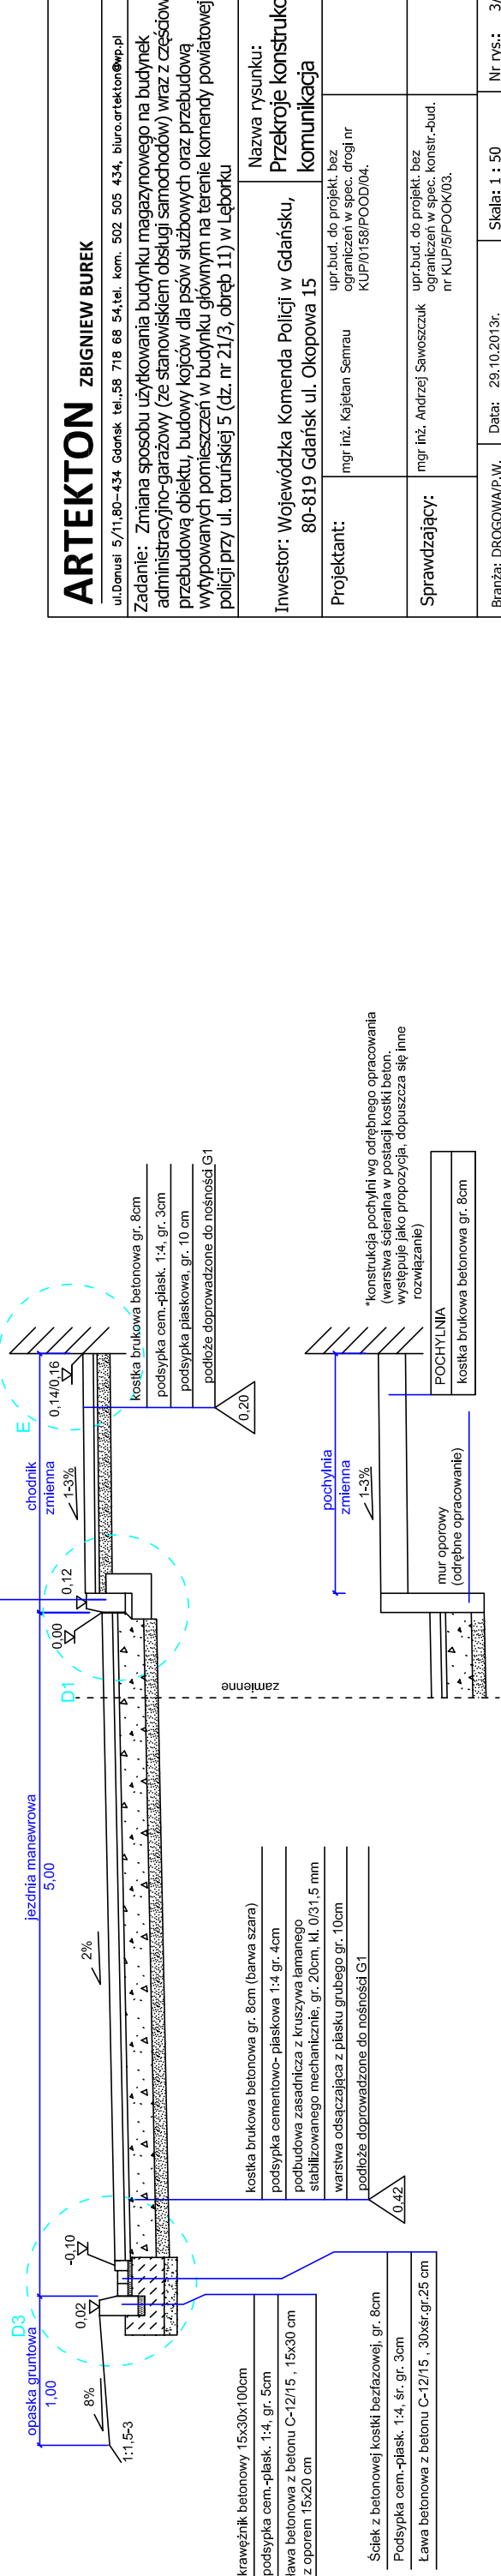 D3
opaska gruntowa
1,00
jezdnia manewrowa
5,00
chodnik
zmienna
E
D1
8%
1:1,5-3
0,02
-0,10
2%
0,00
0,12
1-3%
0,14/0,16
zamienne
krawężnik betonowy 15x30x100cm
podsypka cem.-piask. 1:4, gr. 5cm
ława betonowa z betonu C-12/15 , 15x30 cm
z oporem 15x20 cm
Ściek z betonowej kostki bezfazowej, gr. 8cm
Podsypka cem.-piask. 1:4, śr. gr. 3cm
Ława betonowa z betonu C-12/15 , 30xśr.gr.25 cm
kostka brukowa betonowa gr. 8cm (barwa szara)
podsypka cementowo- piaskowa 1:4 gr. 4cm
podbudowa zasadnicza z kruszywa łamanego
stabilizowanego mechanicznie, gr. 20cm, kl. 0/31,5 mm
warstwa odsączająca z piasku grubego gr. 10cm
podłoże doprowadzone do nośności G1
0,42
kostka brukowa betonowa gr. 8cm
podsypka cem.-piask. 1:4, gr. 3cm
podsypka piaskowa, gr. 10 cm
podłoże doprowadzone do nośności G1
0,20
pochylnia
zmienna
1-3%
mur oporowy
(odrębne opracowanie)
POCHYLNIA
kostka brukowa betonowa gr. 8cm
*konstrukcja pochylni wg odrębnego opracowania
(warstwa ścieralna w postacji kostki beton.
występuje jako propozycja, dopuszcza się inne
rozwiązanie)
ARTEKTON ZBIGNIEW BUREK
ul.Danusi 5/11,80-434 Gdańsk tel.,58 718 68 54,tel. kom. 502 505 434, biuro.artekton@wp.pl
Zadanie: Zmiana sposobu użytkowania budynku magazynowego na budynek
administracyjno-garażowy (ze stanowiskiem obsługi samochodów) wraz z częściow
przebudową obiektu, budowy kojców dla psów służbowych oraz przebudową
wytypowanych pomieszczeń w budynku głównym na terenie komendy powiatowej
policji przy ul. toruńskiej 5 (dz. nr 21/3, obręb 11) w Lęborku
Inwestor: Wojewódzka Komenda Policji w Gdańsku,
80-819 Gdańsk ul. Okopowa 15
Nazwa rysunku:
Przekroje konstrukc
komunikacja
Projektant:
mgr inż. Kajetan Semrau
upr.bud. do projekt. bez
ograniczeń w spec. drogi nr
KUP/0158/POOD/04.
Sprawdzający:
mgr inż. Andrzej Sawoszczuk
upr.bud. do projekt. bez
ograniczeń w spec. konstr.-bud.
nr KUP/5/POOK/03.
Branża: DROGOWA/P.W.
Data: 29.10.2013r.
Skala: 1 : 50
Nr rys.: 3/